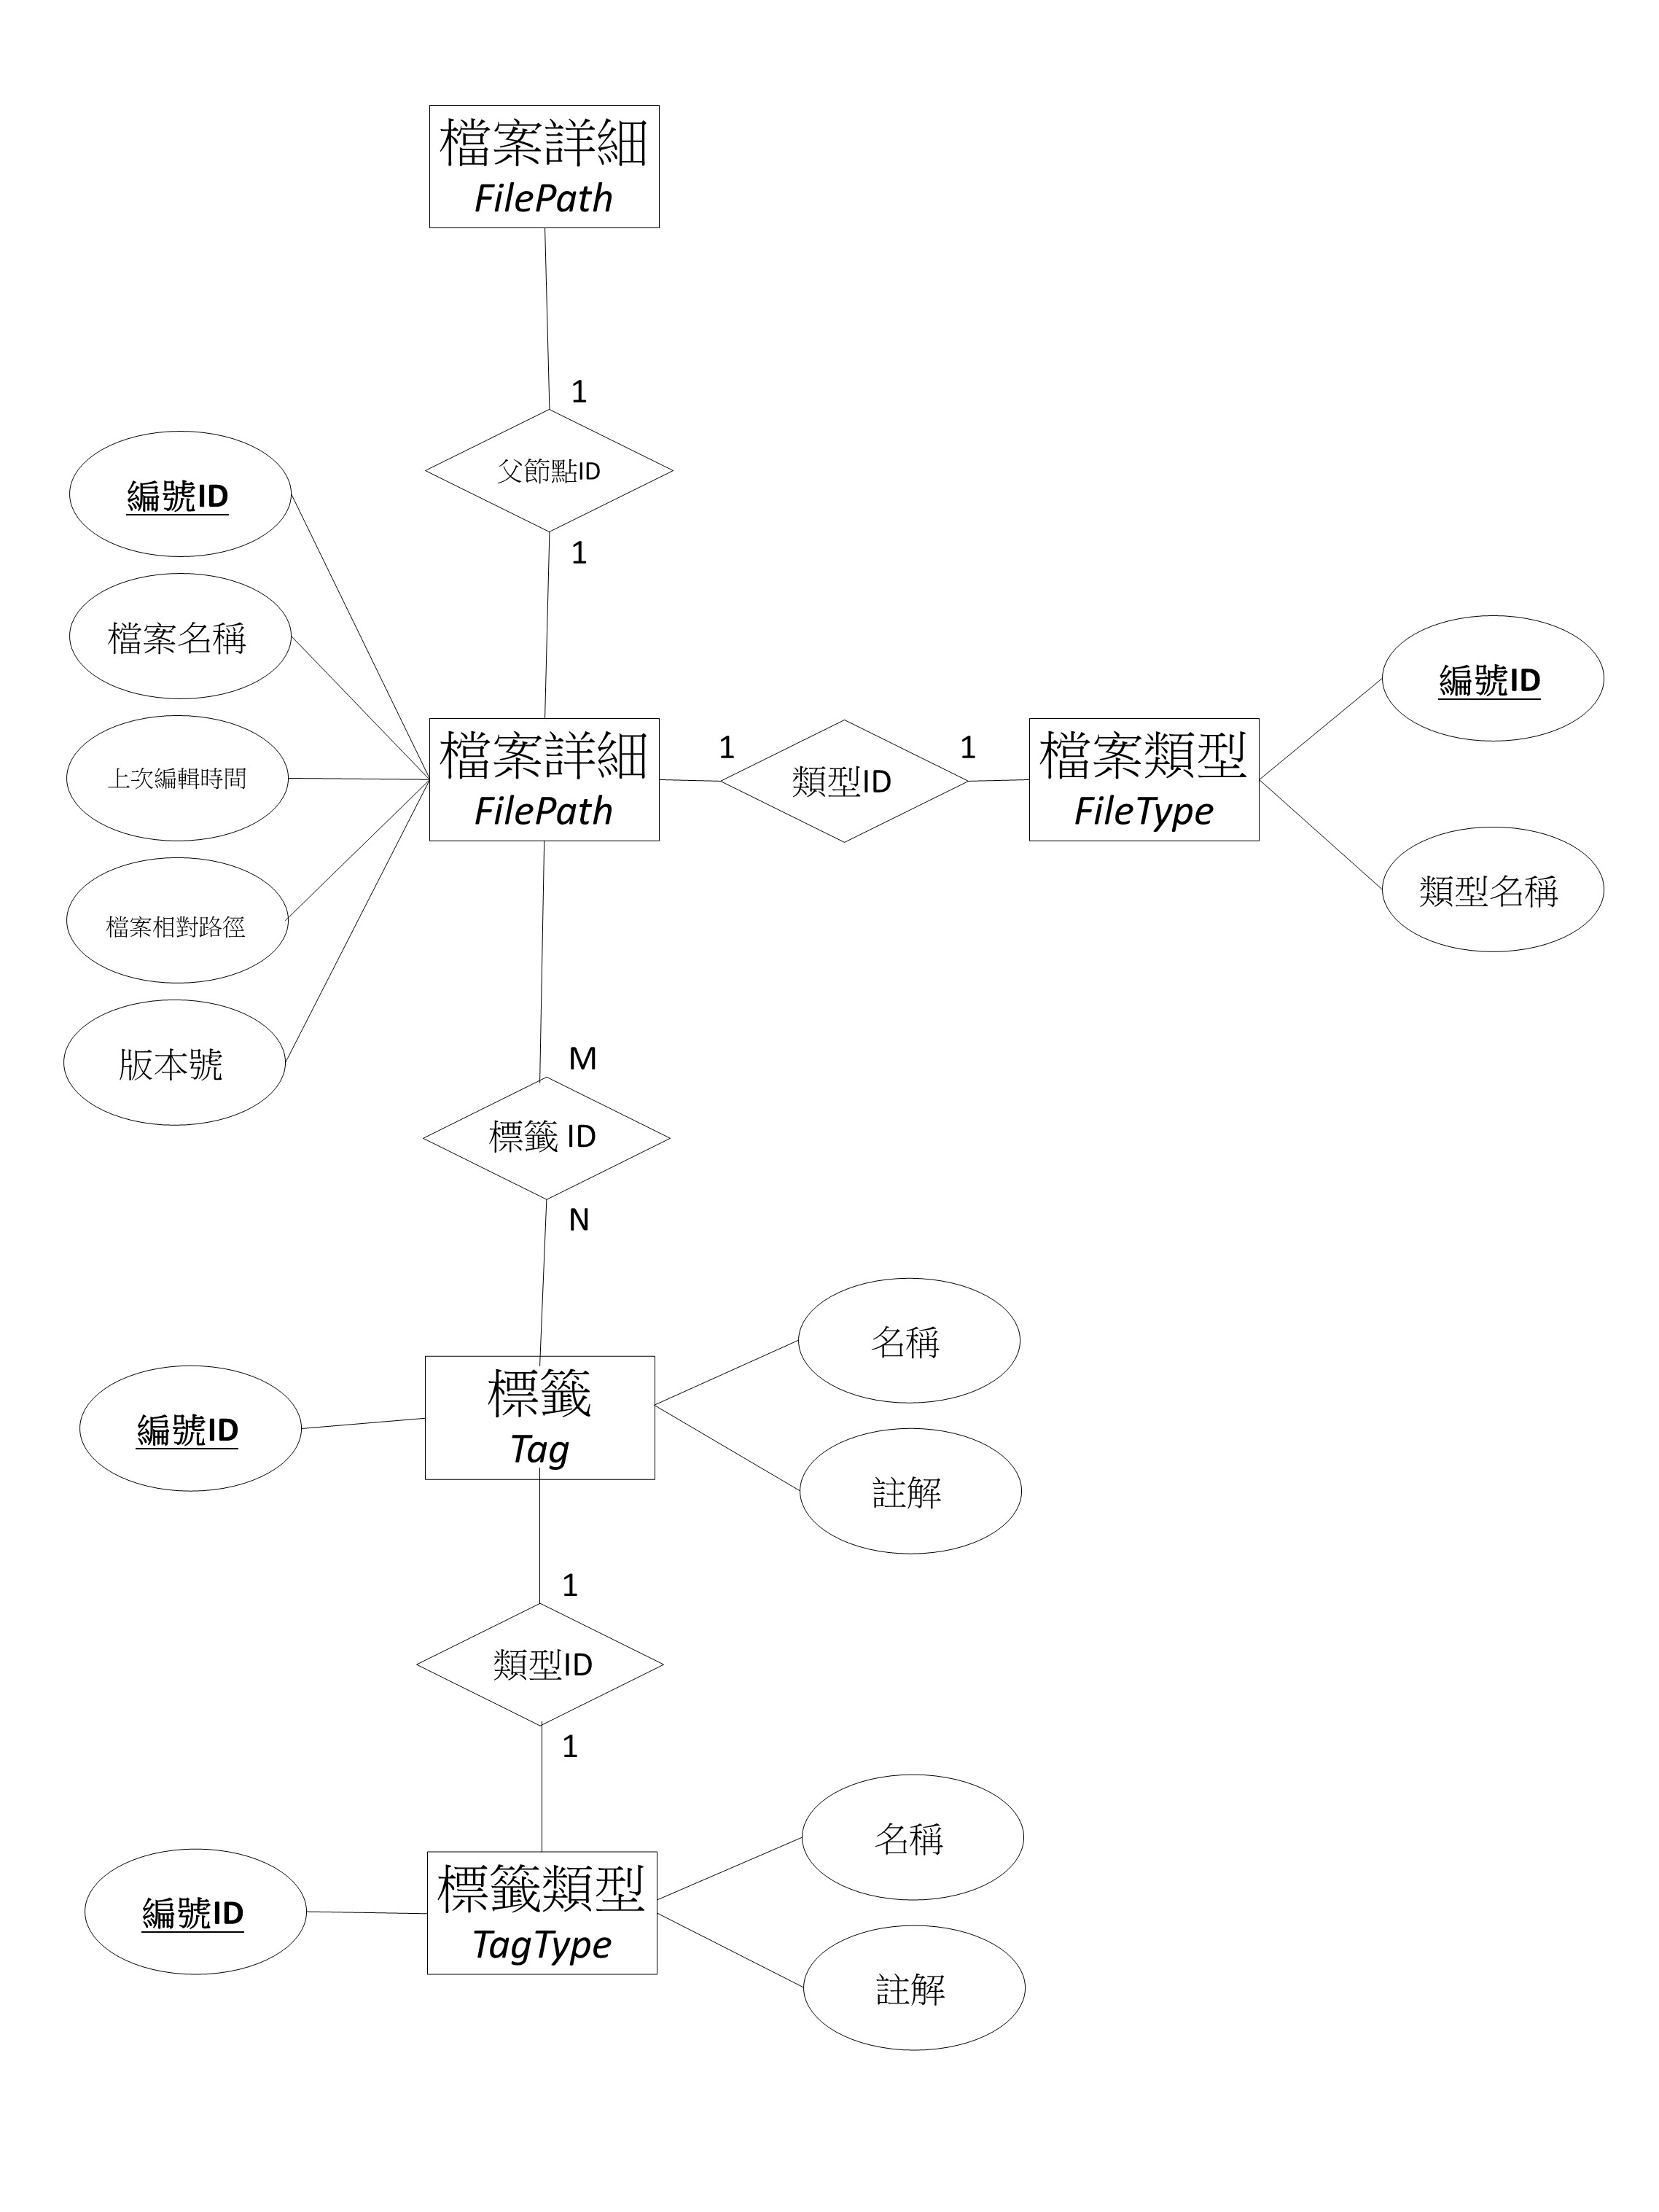 檔案詳細
FilePath
1
父節點ID
1
編號ID
檔案名稱
上次編輯時間
檔案相對路徑
版本號
檔案詳細
FilePath
1
類型ID
1
檔案類型
FileType
編號ID
類型名稱
M
標籤 ID
N
編號ID
標籤
Tag
名稱
註解
1
類型ID
1
編號ID
標籤類型
TagType
名稱
註解